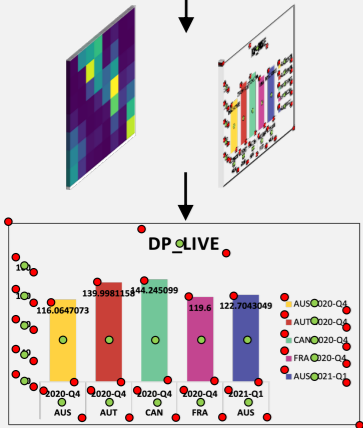 DP_LIVE
144.245099
139.9981158
122.7043049
116.0647073
119.6
AUS 2020-Q4
AUT 2020-Q4
CAN 2020-Q4
FRA 2020-Q4
AUS 2021-Q1
2020-Q4 2020-Q4 2020-Q4 2020-Q4 2021-Q1
AUS AUT CAN FRA AUS